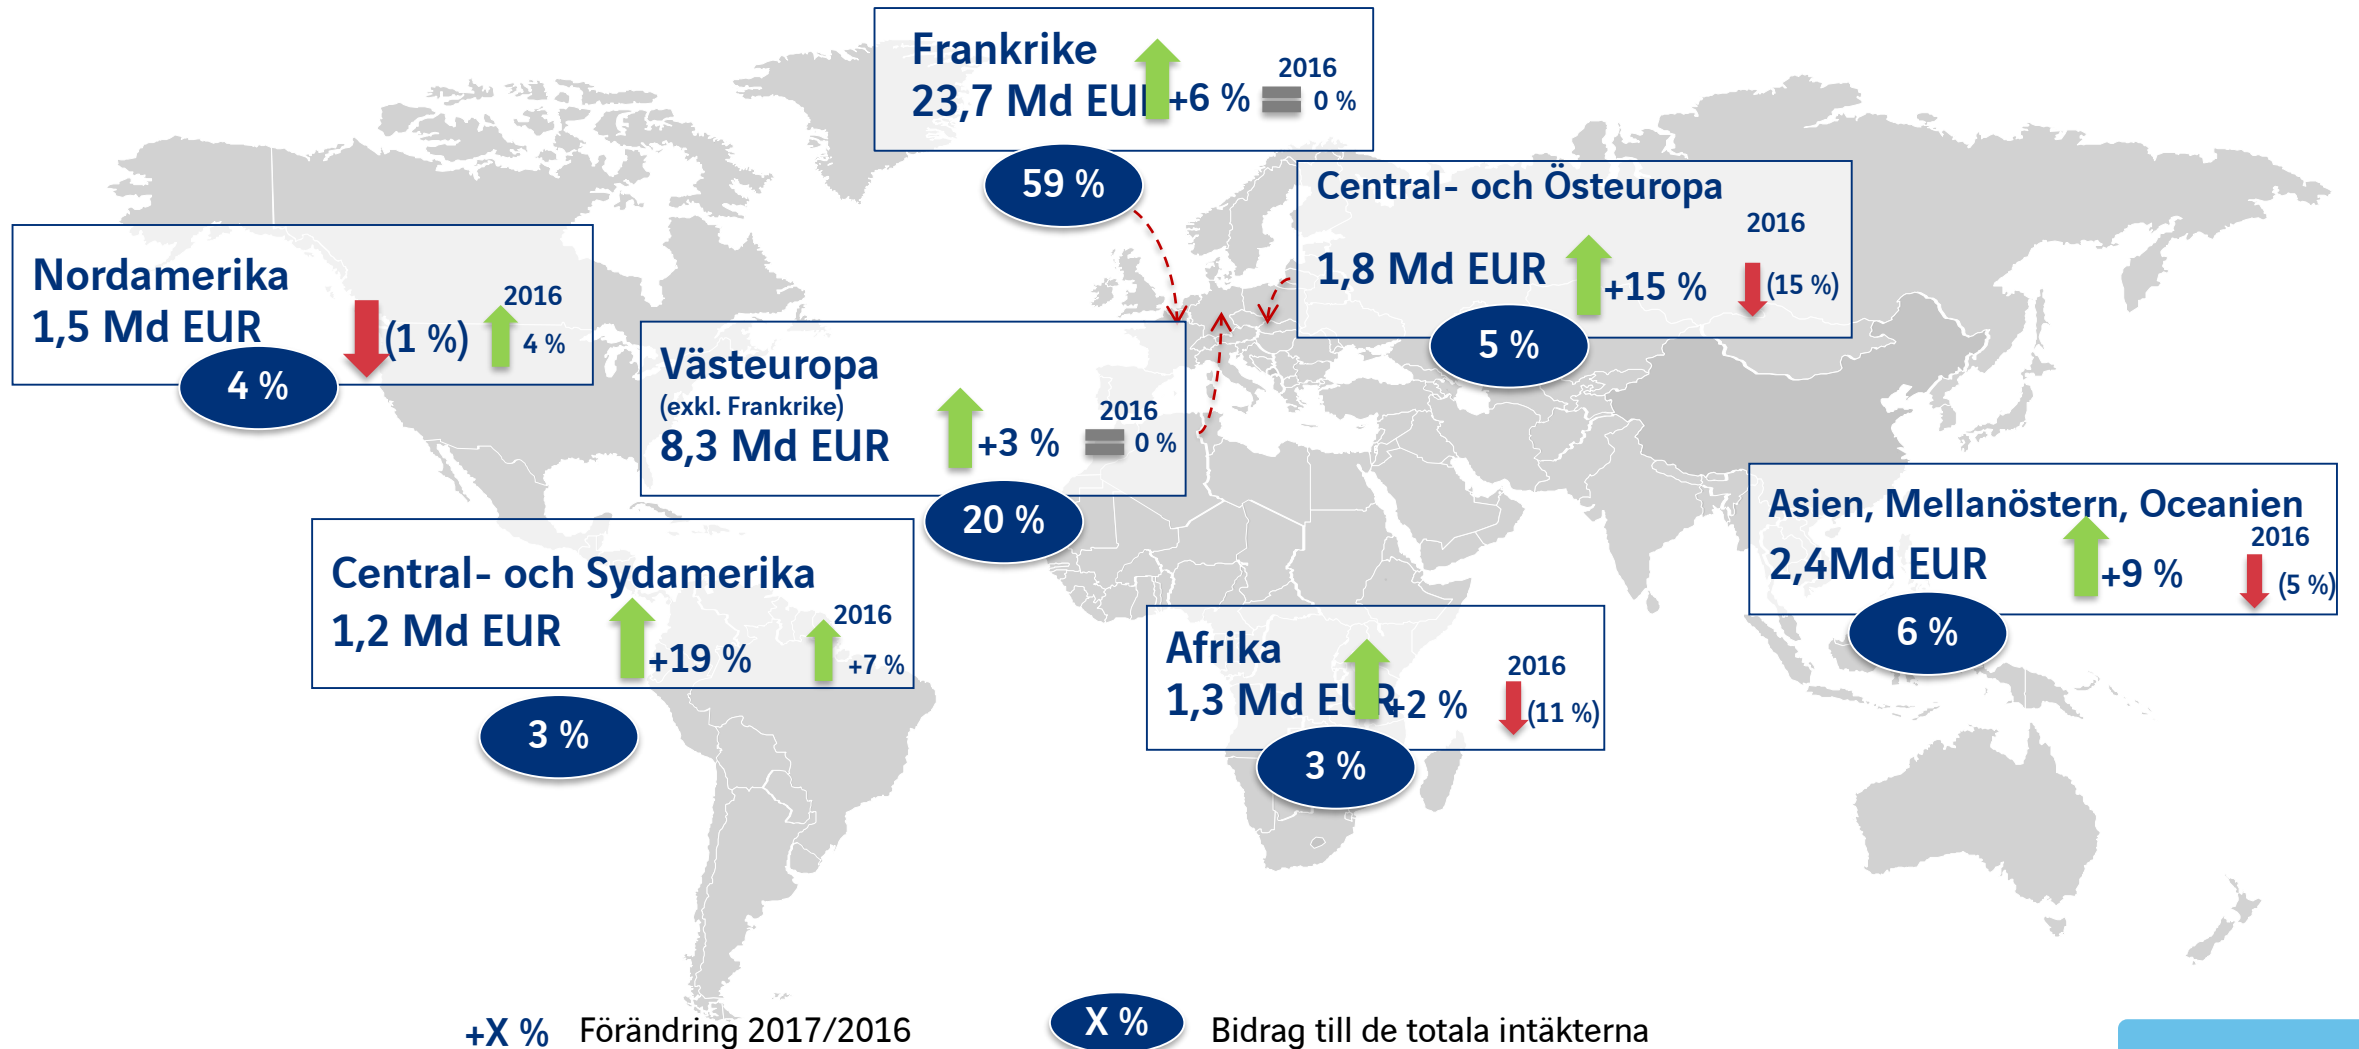 Frankrike
23,7 Md EUR
+6 %
2016
0 %
59 %
Central- och Östeuropa
1,8 Md EUR
+15 %
2016
(15 %)
5 %
Nordamerika
1,5 Md EUR
(1 %)
2016
4 %
4 %
Västeuropa
(exkl. Frankrike)
8,3 Md EUR
+3 %
2016
0 %
20 %
Asien, Mellanöstern, Oceanien
2,4Md EUR
+9 %
2016
(5 %)
6 %
Central- och Sydamerika
1,2 Md EUR
+19 %
2016
+7 %
3 %
Afrika
1,3 Md EUR
+2 %
2016
(11 %)
3 %
+X % Förändring 2017/2016
X % Bidrag till de totala intäkterna